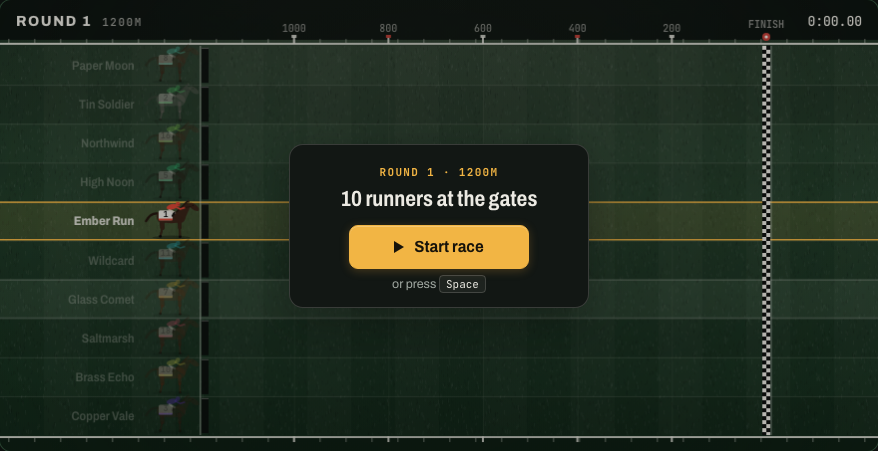 ROUND 1 1200M
1000 800 600 400 200 FINISH 0:00.00
Paper Moon
Tin Soldier
Northwind
High Noon
Ember Run
Wildcard
Glass Comet
Saltmarsh
Brass Echo
Copper Vale
ROUND 1 · 1200M
10 runners at the gates
Start race
or press Space